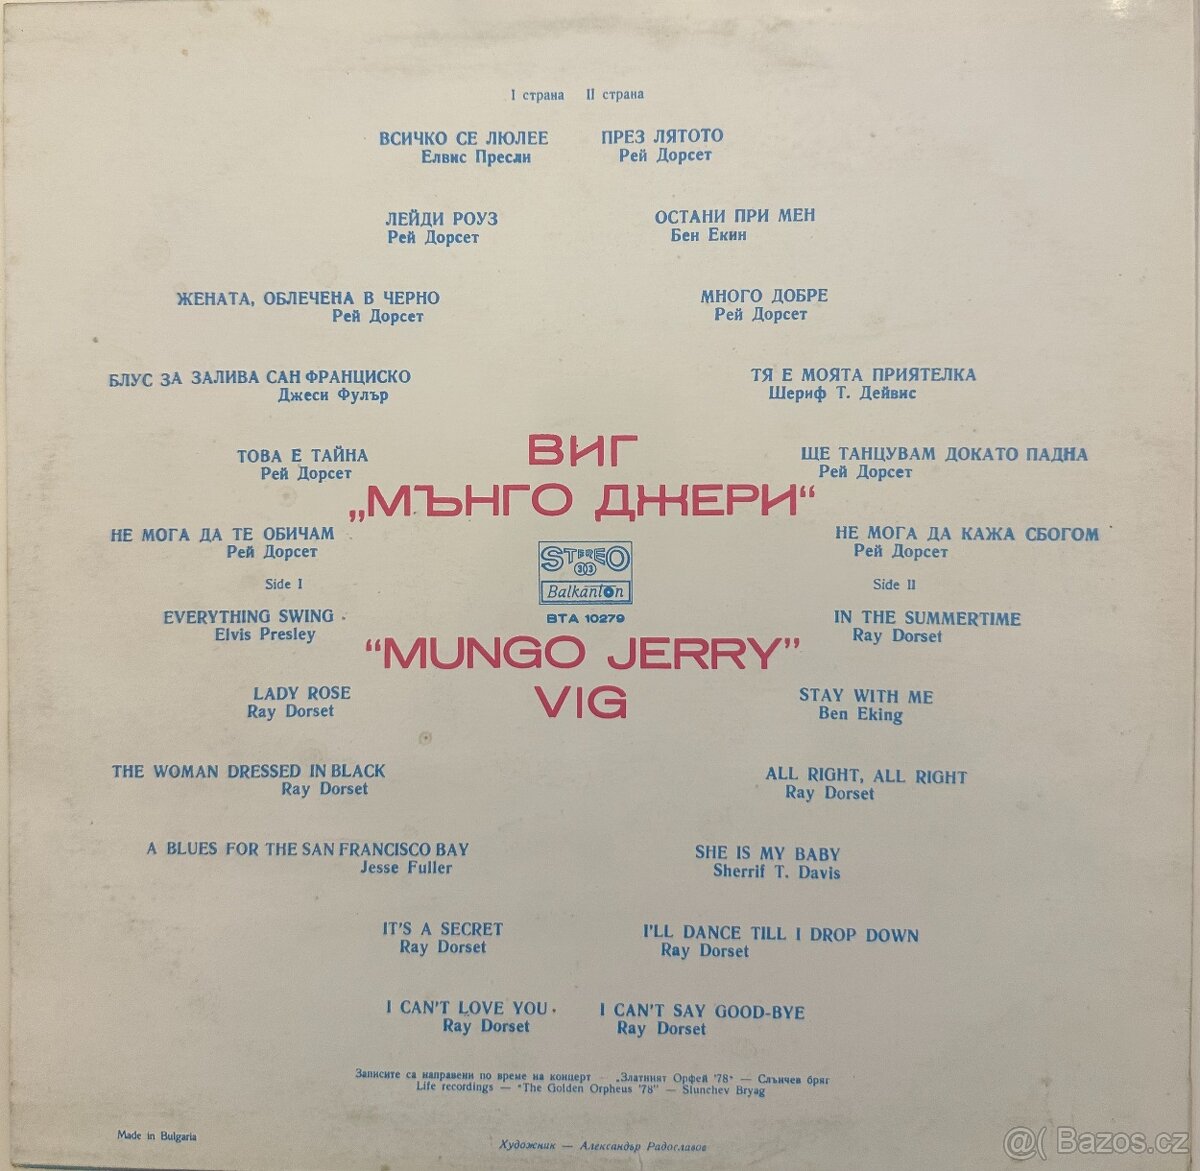 I страна II страна
ВСИЧКО СЕ ЛЮЛЕЕ
Елвис Пресли
ПРЕЗ ЛЯТОТО
Рей Дорсет
ЛЕЙДИ РОУЗ
Рей Дорсет
ОСТАНИ ПРИ МЕН
Бен Екин
ЖЕНАТА, ОБЛЕЧЕНА В ЧЕРНО
Рей Дорсет
МНОГО ДОБРЕ
Рей Дорсет
БЛУС ЗА ЗАЛИВА САН ФРАНЦИСКО
Джеси Фулър
ТЯ Е МОЯТА ПРИЯТЕЛКА
Шериф Т. Дейвис
ТОВА Е ТАЙНА
Рей Дорсет
ЩЕ ТАНЦУВАМ ДОКАТО ПАДНА
Рей Дорсет
НЕ МОГА ДА ТЕ ОБИЧАМ
Рей Дорсет
НЕ МОГА ДА КАЖА СБОГОМ
Рей Дорсет
ВИГ
„МЪНГО ДЖЕРИ“
STEREO
33
Balkanton
ВТА 10279
“MUNGO JERRY”
VIG
Side I
EVERYTHING SWING
Elvis Presley
Side II
IN THE SUMMERTIME
Ray Dorset
LADY ROSE
Ray Dorset
STAY WITH ME
Ben Eking
THE WOMAN DRESSED IN BLACK
Ray Dorset
ALL RIGHT, ALL RIGHT
Ray Dorset
A BLUES FOR THE SAN FRANCISCO BAY
Jesse Fuller
SHE IS MY BABY
Sherrif T. Davis
IT'S A SECRET
Ray Dorset
I'LL DANCE TILL I DROP DOWN
Ray Dorset
I CAN'T LOVE YOU
Ray Dorset
I CAN'T SAY GOOD-BYE
Ray Dorset
Записите са направени по време на концерт — „Златният Орфей '78“ — Слънчев бряг
Life recordings — "The Golden Orpheus '78" — Slunchev Bryag
Made in Bulgaria
Художник — Александър Радославов
@( Bazos.cz